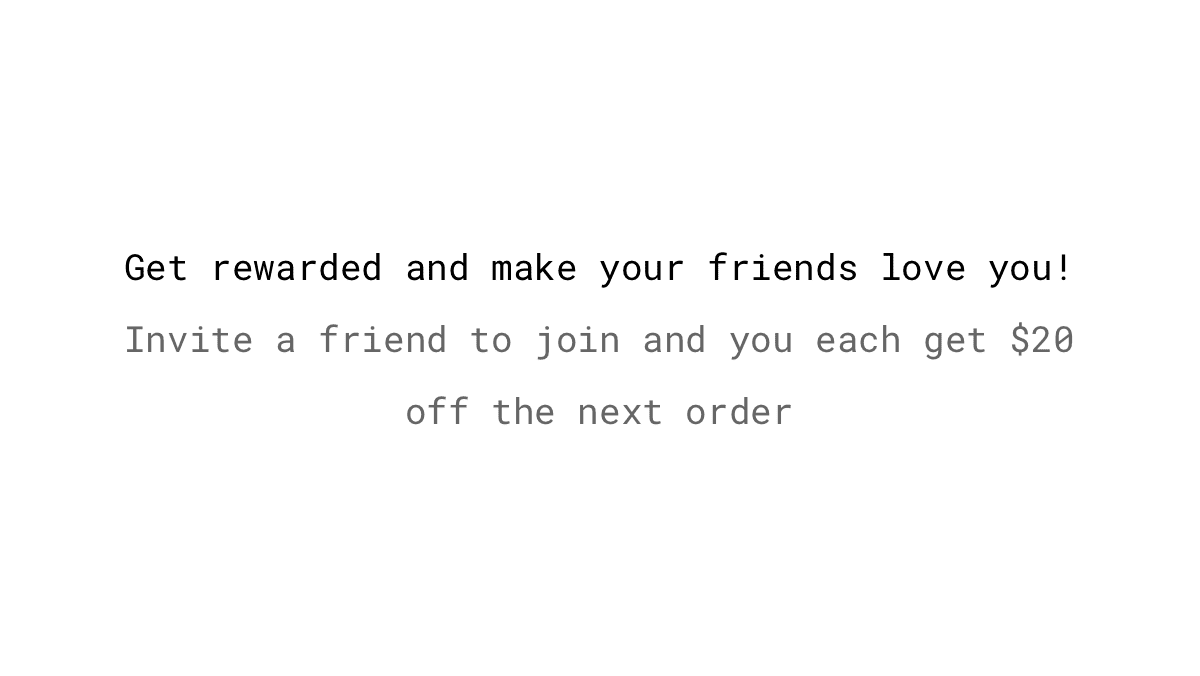 Get rewarded and make your friends love you!
Invite a friend to join and you each get $20
off the next order